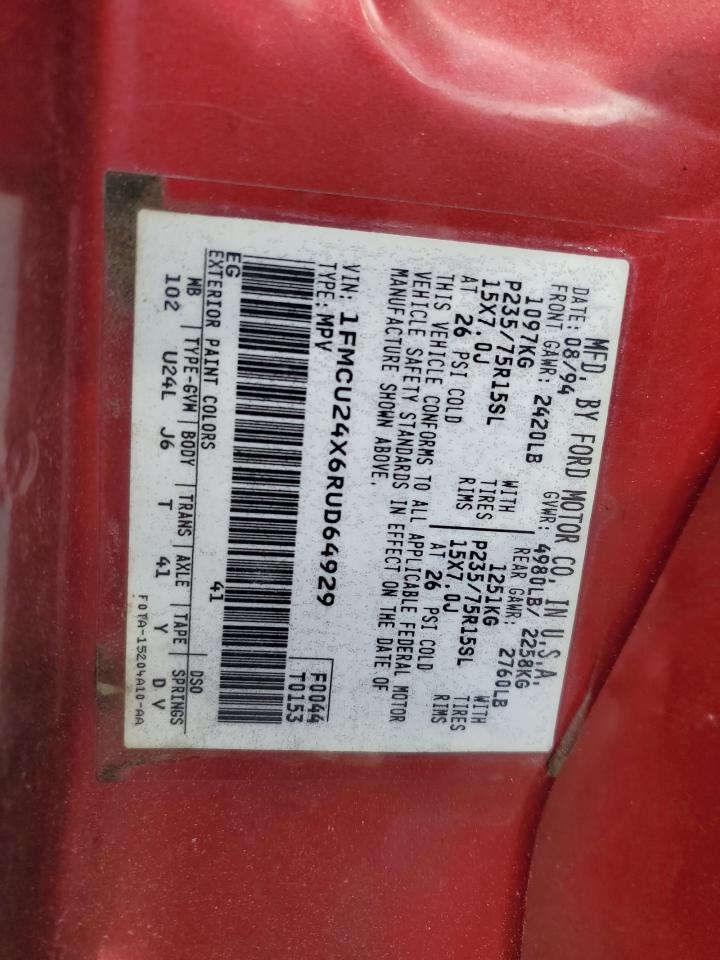 MFD. BY FORD MOTOR CO. IN U.S.A.
DATE: 08/94 GVWR: 4980LB/ 2258KG
FRONT GAWR: 2420LB REAR GAWR: 2760LB
1097KG WITH 1251KG WITH
P235/75R15SL TIRES P235/75R15SL TIRES
15X7.0J RIMS 15X7.0J RIMS
AT 26 PSI COLD AT 26 PSI COLD
THIS VEHICLE CONFORMS TO ALL APPLICABLE FEDERAL MOTOR
VEHICLE SAFETY STANDARDS IN EFFECT ON THE DATE OF
MANUFACTURE SHOWN ABOVE.
VIN: 1FMCU24X6RUD64929
TYPE: MPV
F0044
T0153
EG 41
EXTERIOR PAINT COLORS DSO
WB TYPE-GVW BODY TRANS AXLE TAPE SPRINGS
102 U24L J6 T 41 Y D V
F0TA-15204A10-AA